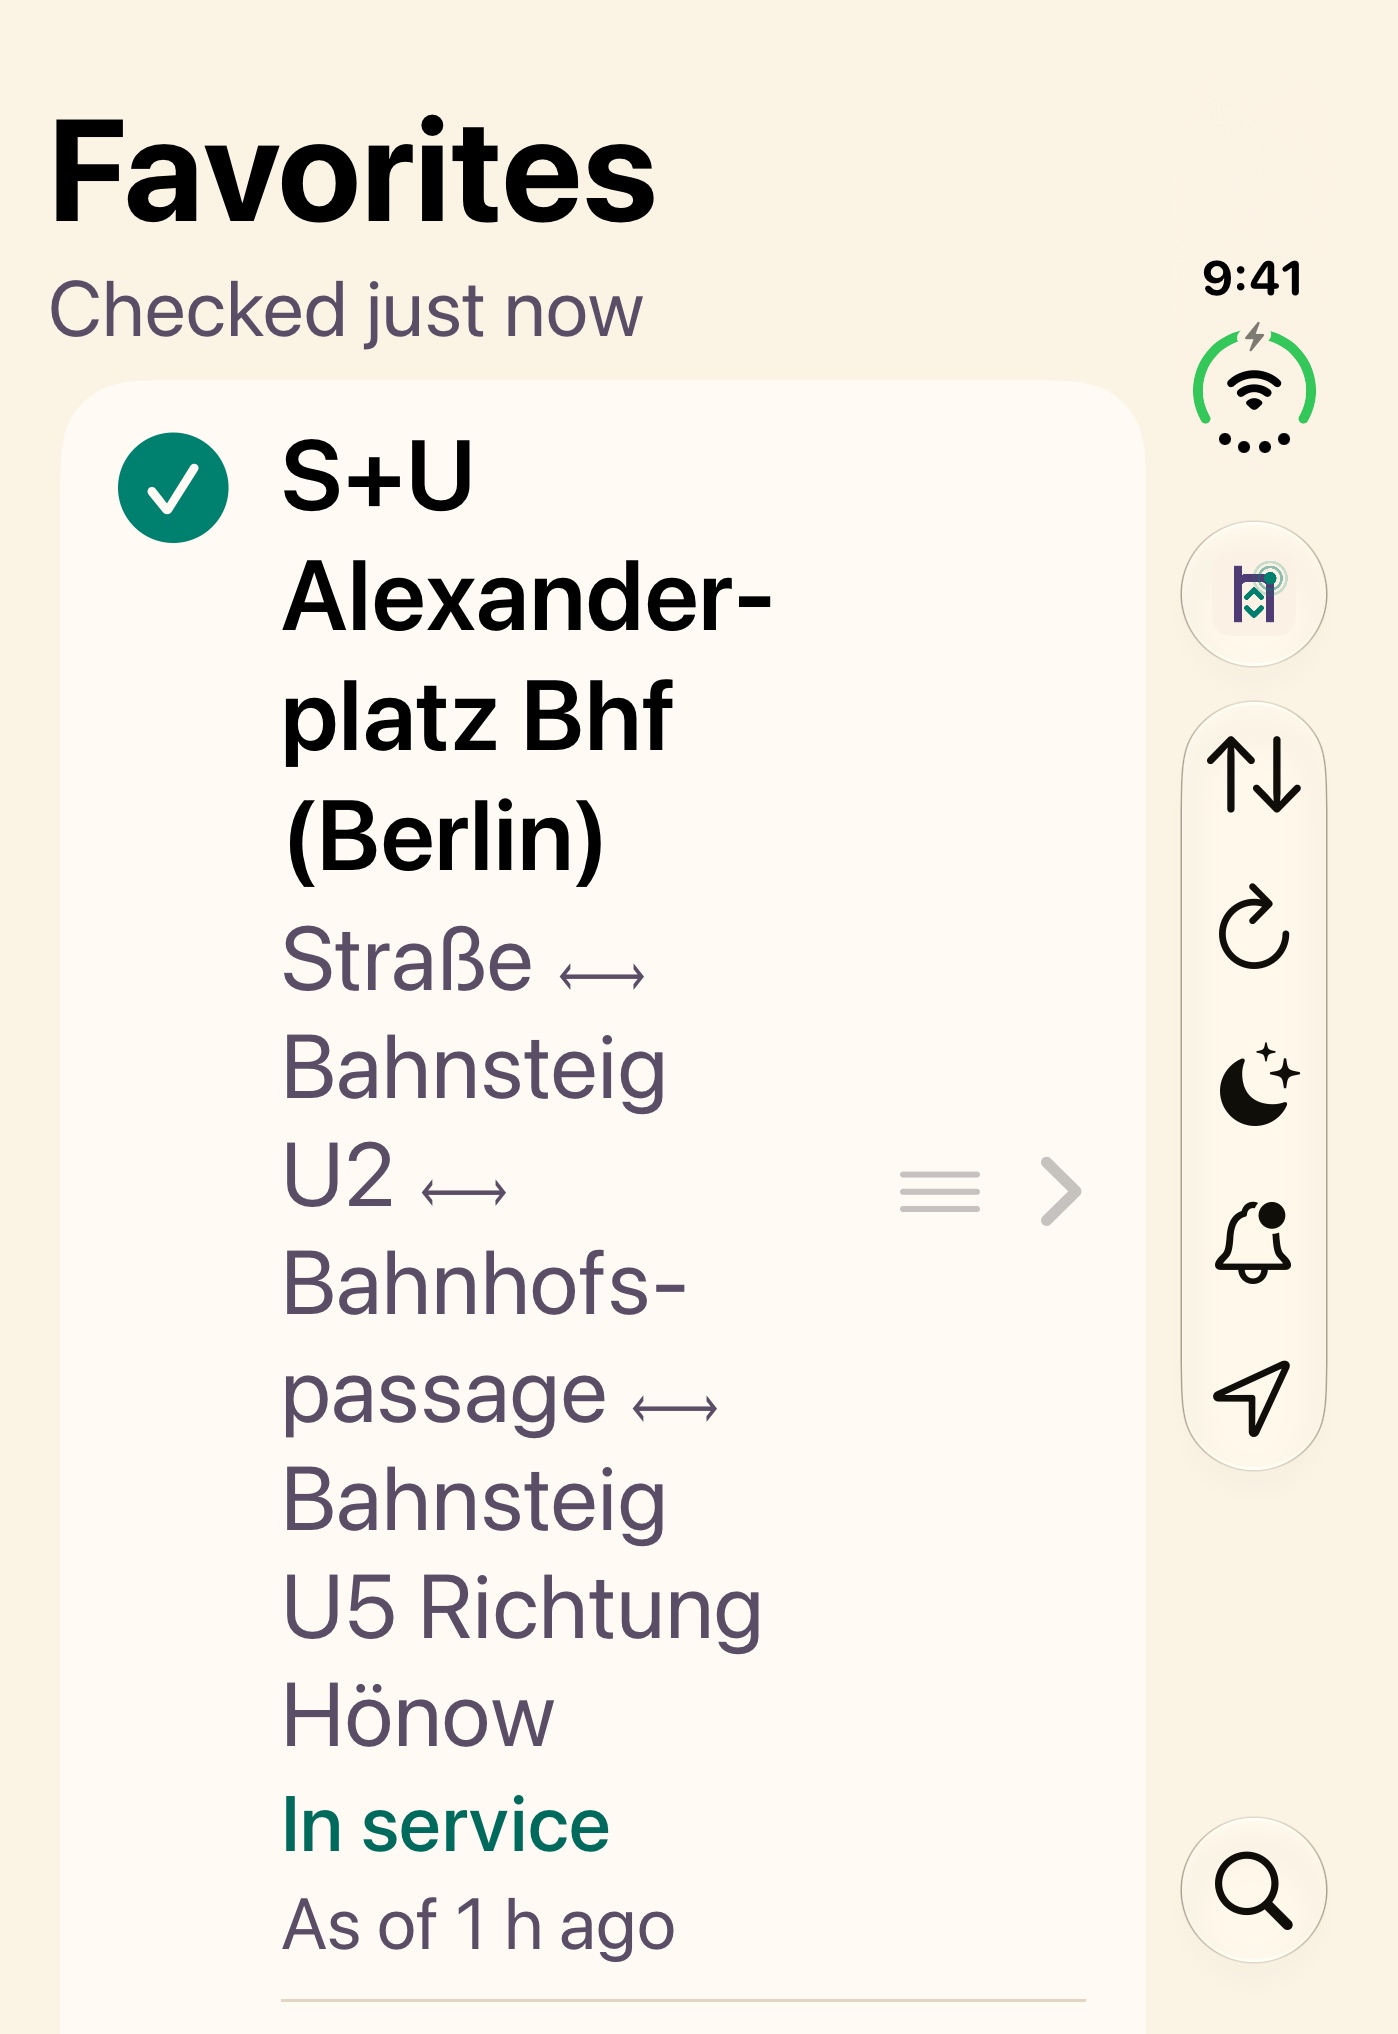 Favorites
Checked just now
9:41
S+U
Alexander-
platz Bhf
(Berlin)
Straße ⟷
Bahnsteig
U2 ⟷
Bahnhofs-
passage ⟷
Bahnsteig
U5 Richtung
Hönow
In service
As of 1 h ago